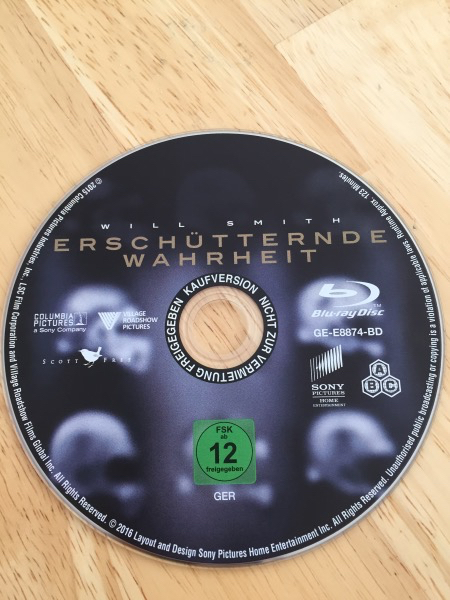 WILL SMITH
ERSCHÜTTERNDE
WAHRHEIT
COLUMBIA
PICTURES
a Sony Company
VILLAGE
ROADSHOW
PICTURES
SCOTT FREE
KAUFVERSION NICHT ZUR VERMIETUNG FREIGEGEBEN
Blu-ray Disc
TM
GE-E8874-BD
SONY
PICTURES
HOME
ENTERTAINMENT
A
B C
FSK
ab
12
freigegeben
GER
© 2015 Columbia Pictures Industries, Inc., LSC Film Corporation and Village Roadshow Films Global Inc. All Rights Reserved. © 2016 Layout and Design Sony Pictures Home Entertainment Inc. All Rights Reserved. Unauthorised public broadcasting or copying is a violation of applicable laws. Runtime Approx. 123 Minutes.